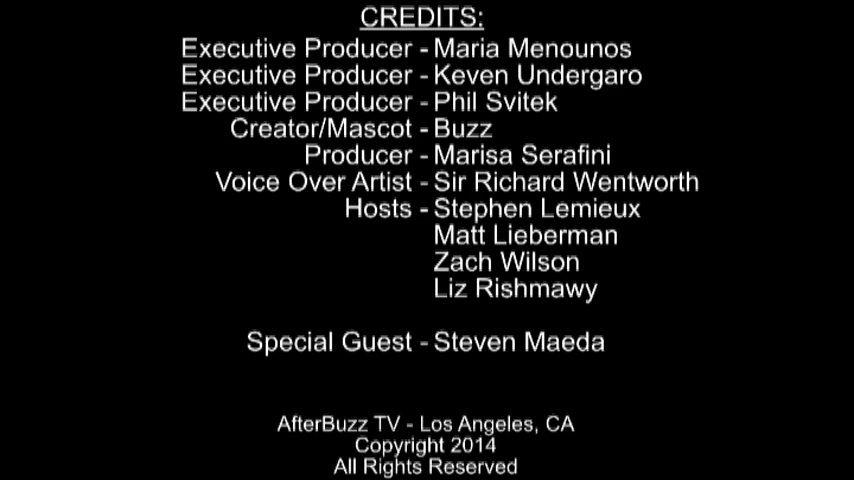 CREDITS:
Executive Producer - Maria Menounos
Executive Producer - Keven Undergaro
Executive Producer - Phil Svitek
Creator/Mascot - Buzz
Producer - Marisa Serafini
Voice Over Artist - Sir Richard Wentworth
Hosts - Stephen Lemieux
Matt Lieberman
Zach Wilson
Liz Rishmawy
Special Guest - Steven Maeda
AfterBuzz TV - Los Angeles, CA
Copyright 2014
All Rights Reserved